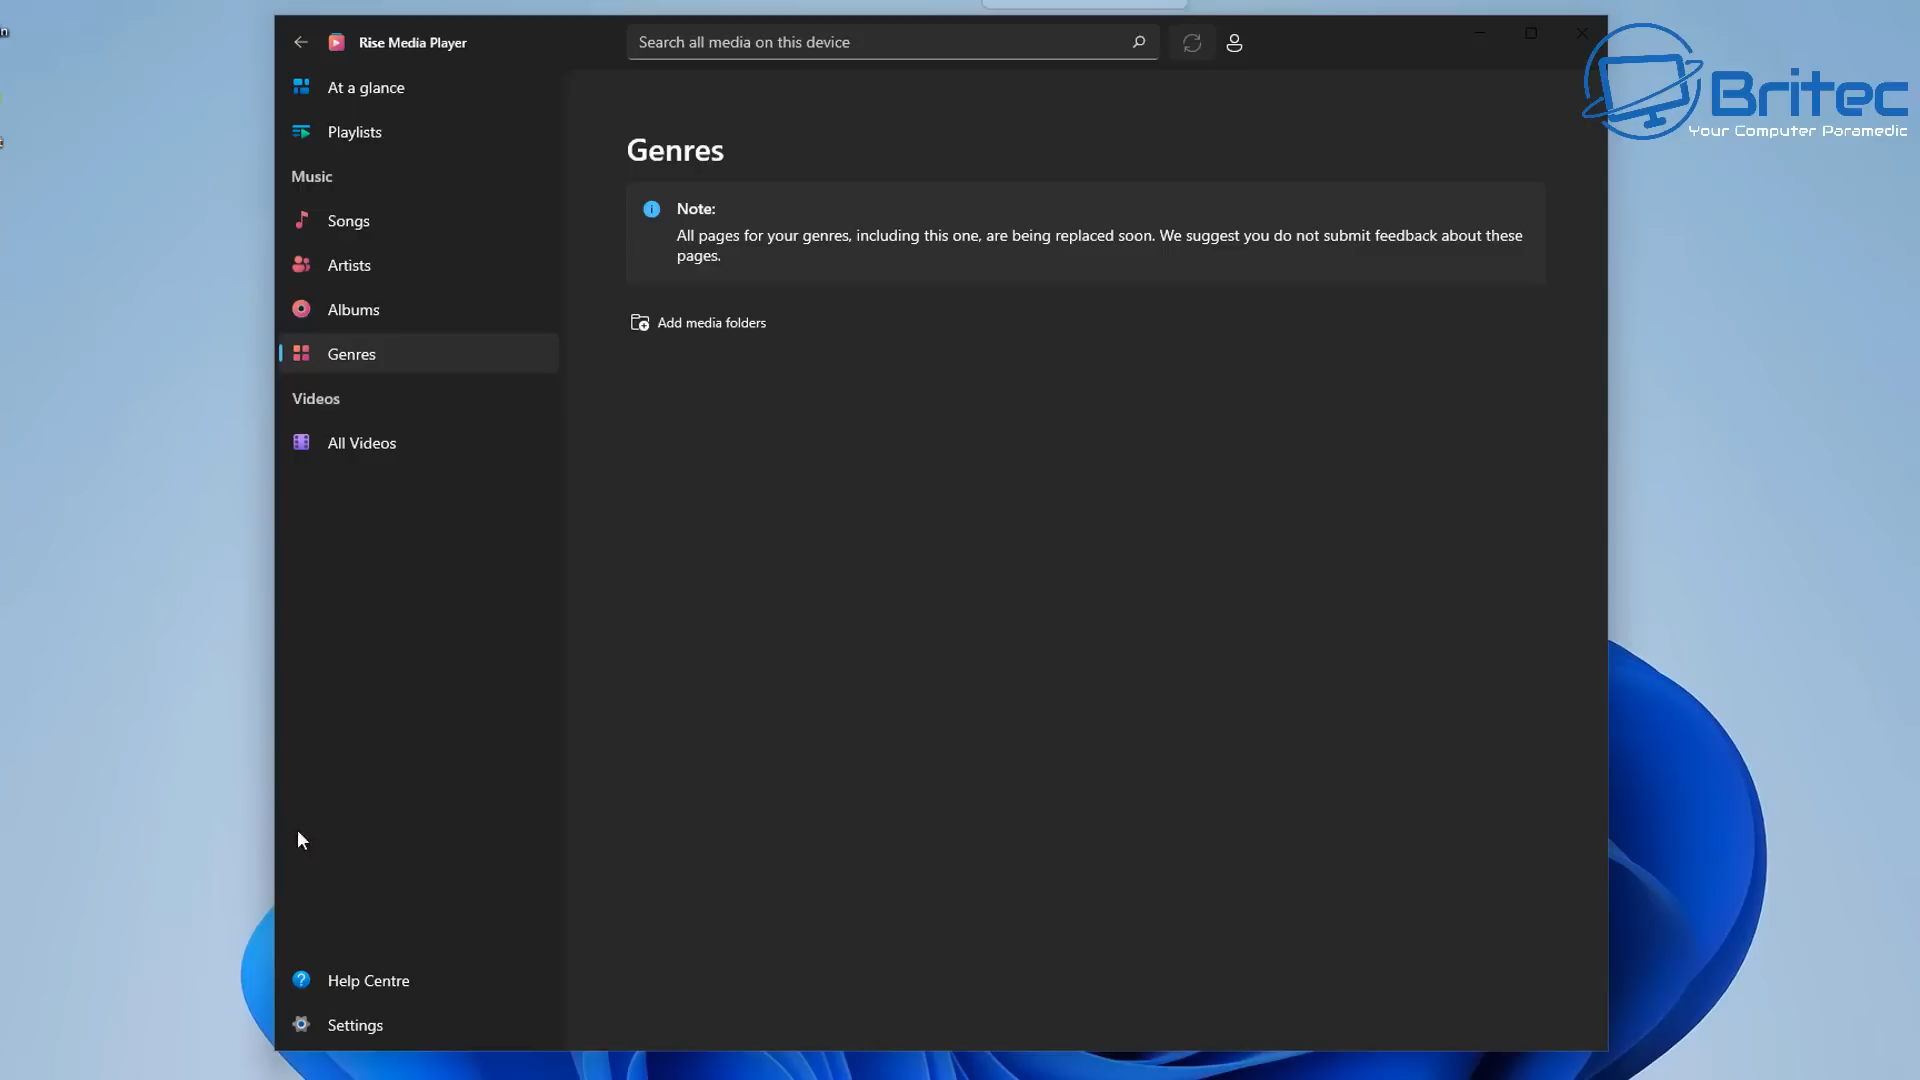 Rise Media Player
Search all media on this device
At a glance
Playlists
Music
Songs
Artists
Albums
Genres
Videos
All Videos
Help Centre
Settings
Genres
Note:
All pages for your genres, including this one, are being replaced soon. We suggest you do not submit feedback about these
pages.
Add media folders
Britec
Your Computer Paramedic